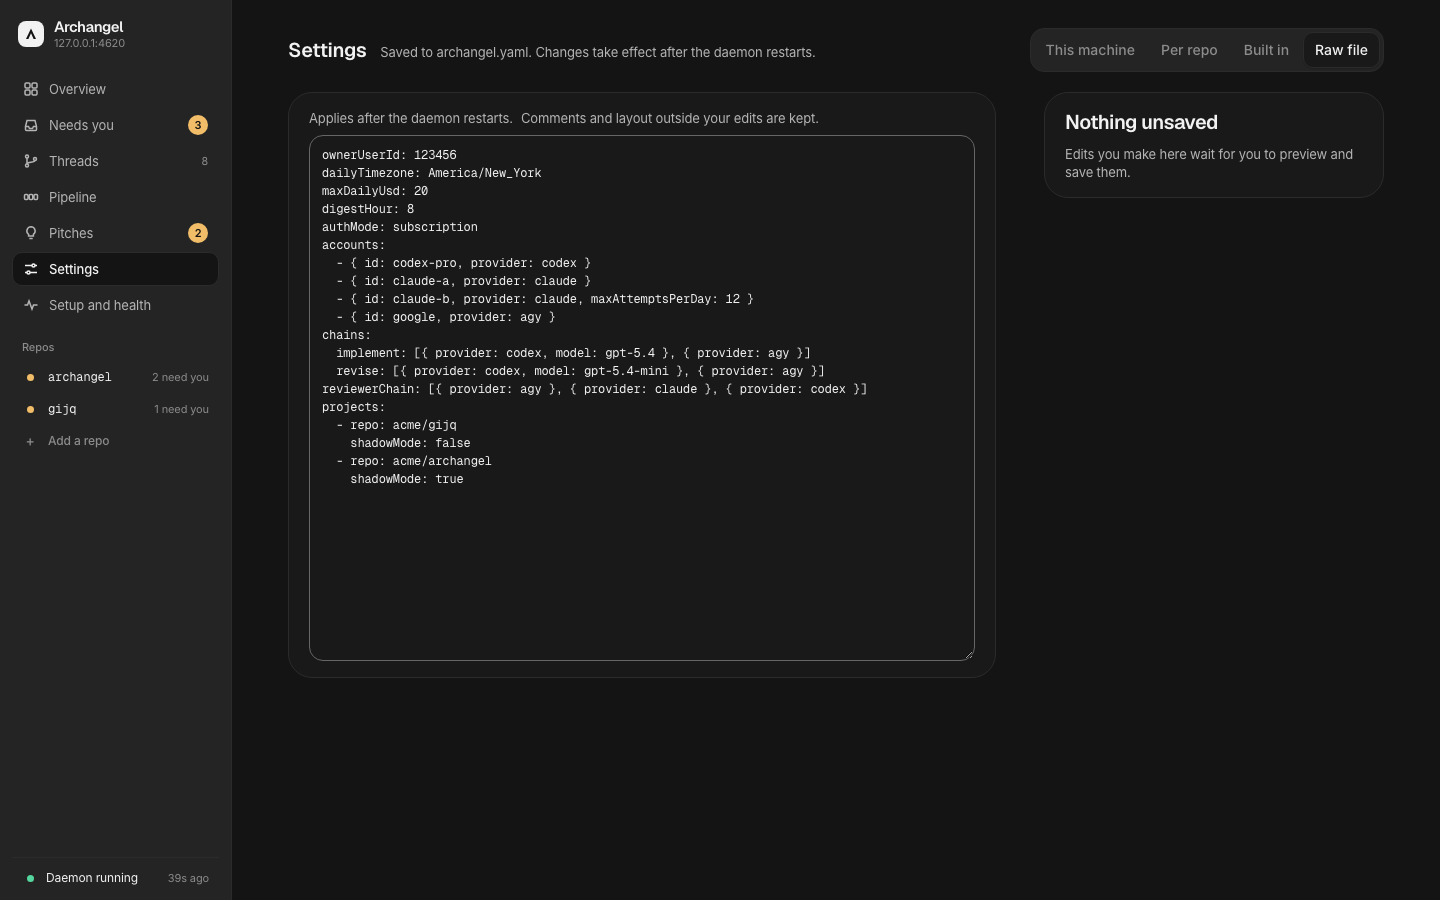 Archangel
127.0.0.1:4620
Overview
Needs you 3
Threads 8
Pipeline
Pitches 2
Settings
Setup and health
Repos
archangel 2 need you
gijq 1 need you
+ Add a repo
Daemon running 39s ago
Settings Saved to archangel.yaml. Changes take effect after the daemon restarts.
This machine Per repo Built in Raw file
Applies after the daemon restarts. Comments and layout outside your edits are kept.
ownerUserId: 123456
dailyTimezone: America/New_York
maxDailyUsd: 20
digestHour: 8
authMode: subscription
accounts:
  - { id: codex-pro, provider: codex }
  - { id: claude-a, provider: claude }
  - { id: claude-b, provider: claude, maxAttemptsPerDay: 12 }
  - { id: google, provider: agy }
chains:
  implement: [{ provider: codex, model: gpt-5.4 }, { provider: agy }]
  revise: [{ provider: codex, model: gpt-5.4-mini }, { provider: agy }]
reviewerChain: [{ provider: agy }, { provider: claude }, { provider: codex }]
projects:
  - repo: acme/gijq
    shadowMode: false
  - repo: acme/archangel
    shadowMode: true
Nothing unsaved
Edits you make here wait for you to preview and
save them.